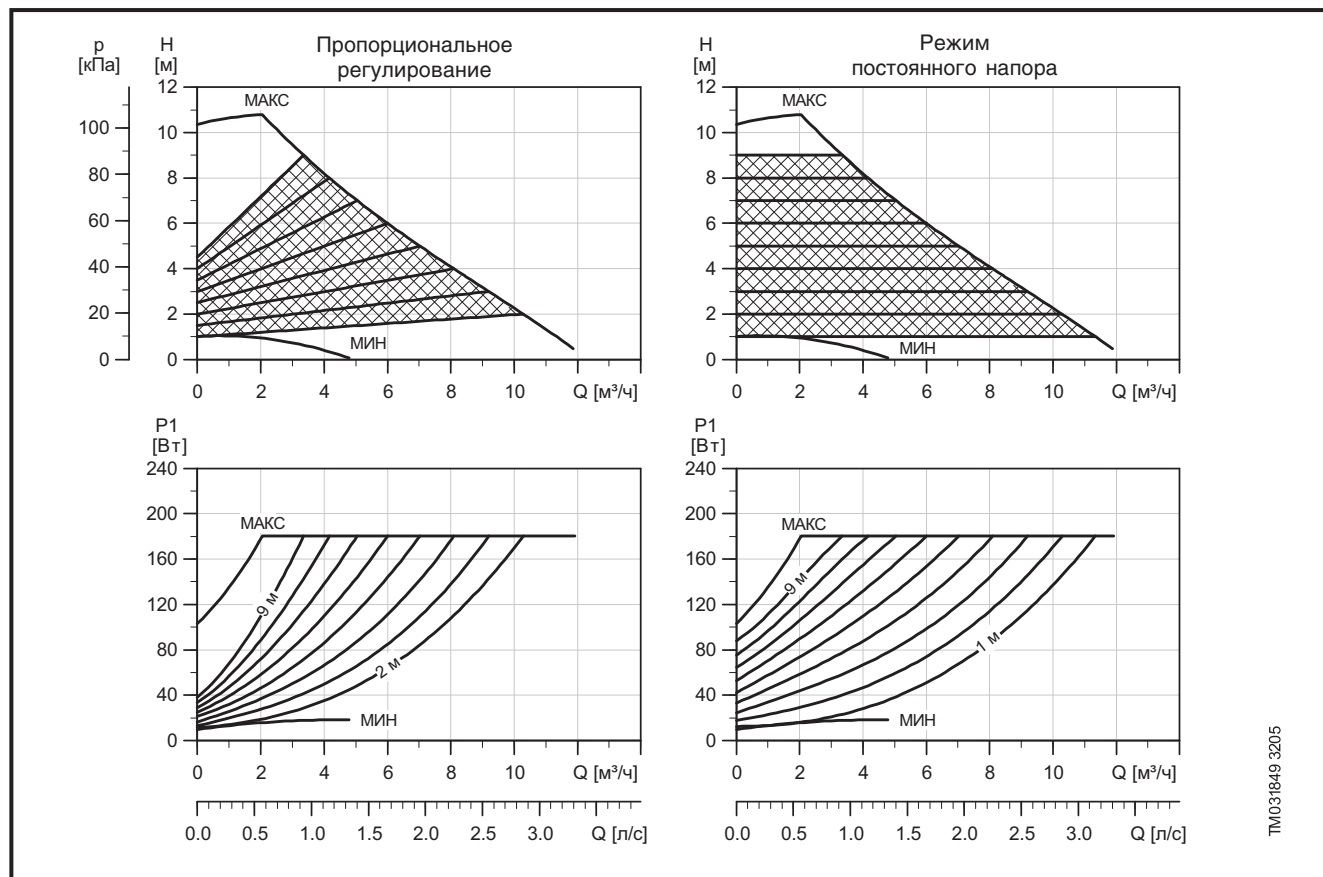 Пропорциональное
регулирование
p
[кПа]
H
[м]
12
10
8
6
4
2
0
100
80
60
40
20
0
МАКС
МИН
0 2 4 6 8 10 Q [м³/ч]
Режим
постоянного напора
H
[м]
12
10
8
6
4
2
0
МАКС
МИН
0 2 4 6 8 10 Q [м³/ч]
P1
[Вт]
240
200
160
120
80
40
0
МАКС
9 м
2 м
МИН
0 2 4 6 8 10 Q [м³/ч]
0.0 0.5 1.0 1.5 2.0 2.5 3.0 Q [л/с]
P1
[Вт]
240
200
160
120
80
40
0
МАКС
9 м
1 м
МИН
0 2 4 6 8 10 Q [м³/ч]
0.0 0.5 1.0 1.5 2.0 2.5 3.0 Q [л/с]
TM031849 3205